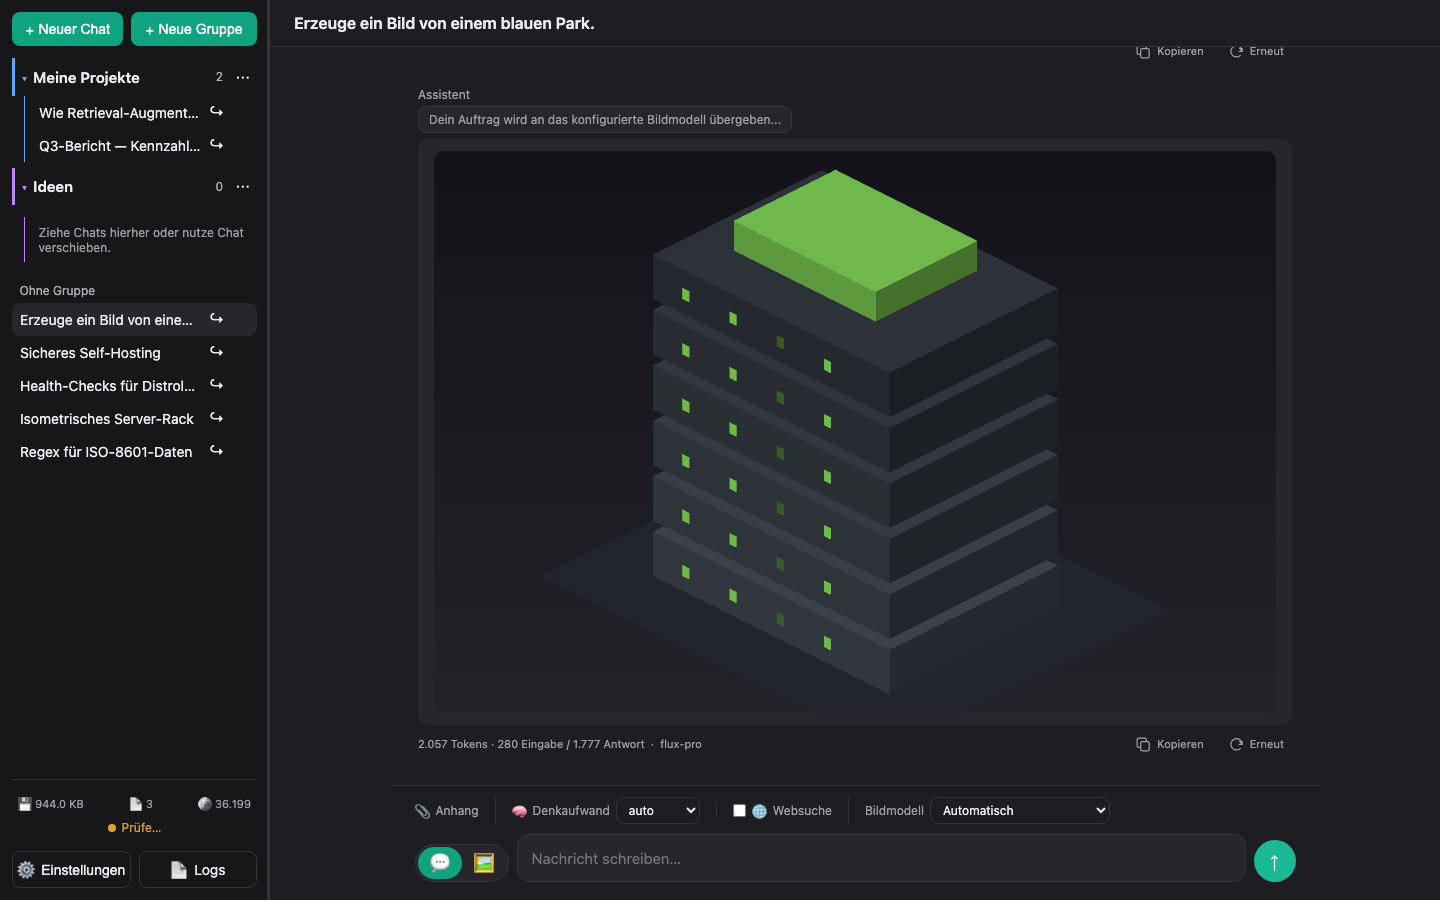 + Neuer Chat
+ Neue Gruppe
Meine Projekte 2 ...
Wie Retrieval-Augment...
Q3-Bericht — Kennzahl...
Ideen 0 ...
Ziehe Chats hierher oder nutze Chat
verschieben.
Ohne Gruppe
Erzeuge ein Bild von eine...
Sicheres Self-Hosting
Health-Checks für Distrol...
Isometrisches Server-Rack
Regex für ISO-8601-Daten
944.0 KB
3
36.199
Prüfe...
Einstellungen
Logs
Erzeuge ein Bild von einem blauen Park.
Kopieren
Erneut
Assistent
Dein Auftrag wird an das konfigurierte Bildmodell übergeben...
2.057 Tokens · 280 Eingabe / 1.777 Antwort · flux-pro
Kopieren
Erneut
Anhang
Denkaufwand
auto
Websuche
Bildmodell
Automatisch
Nachricht schreiben...